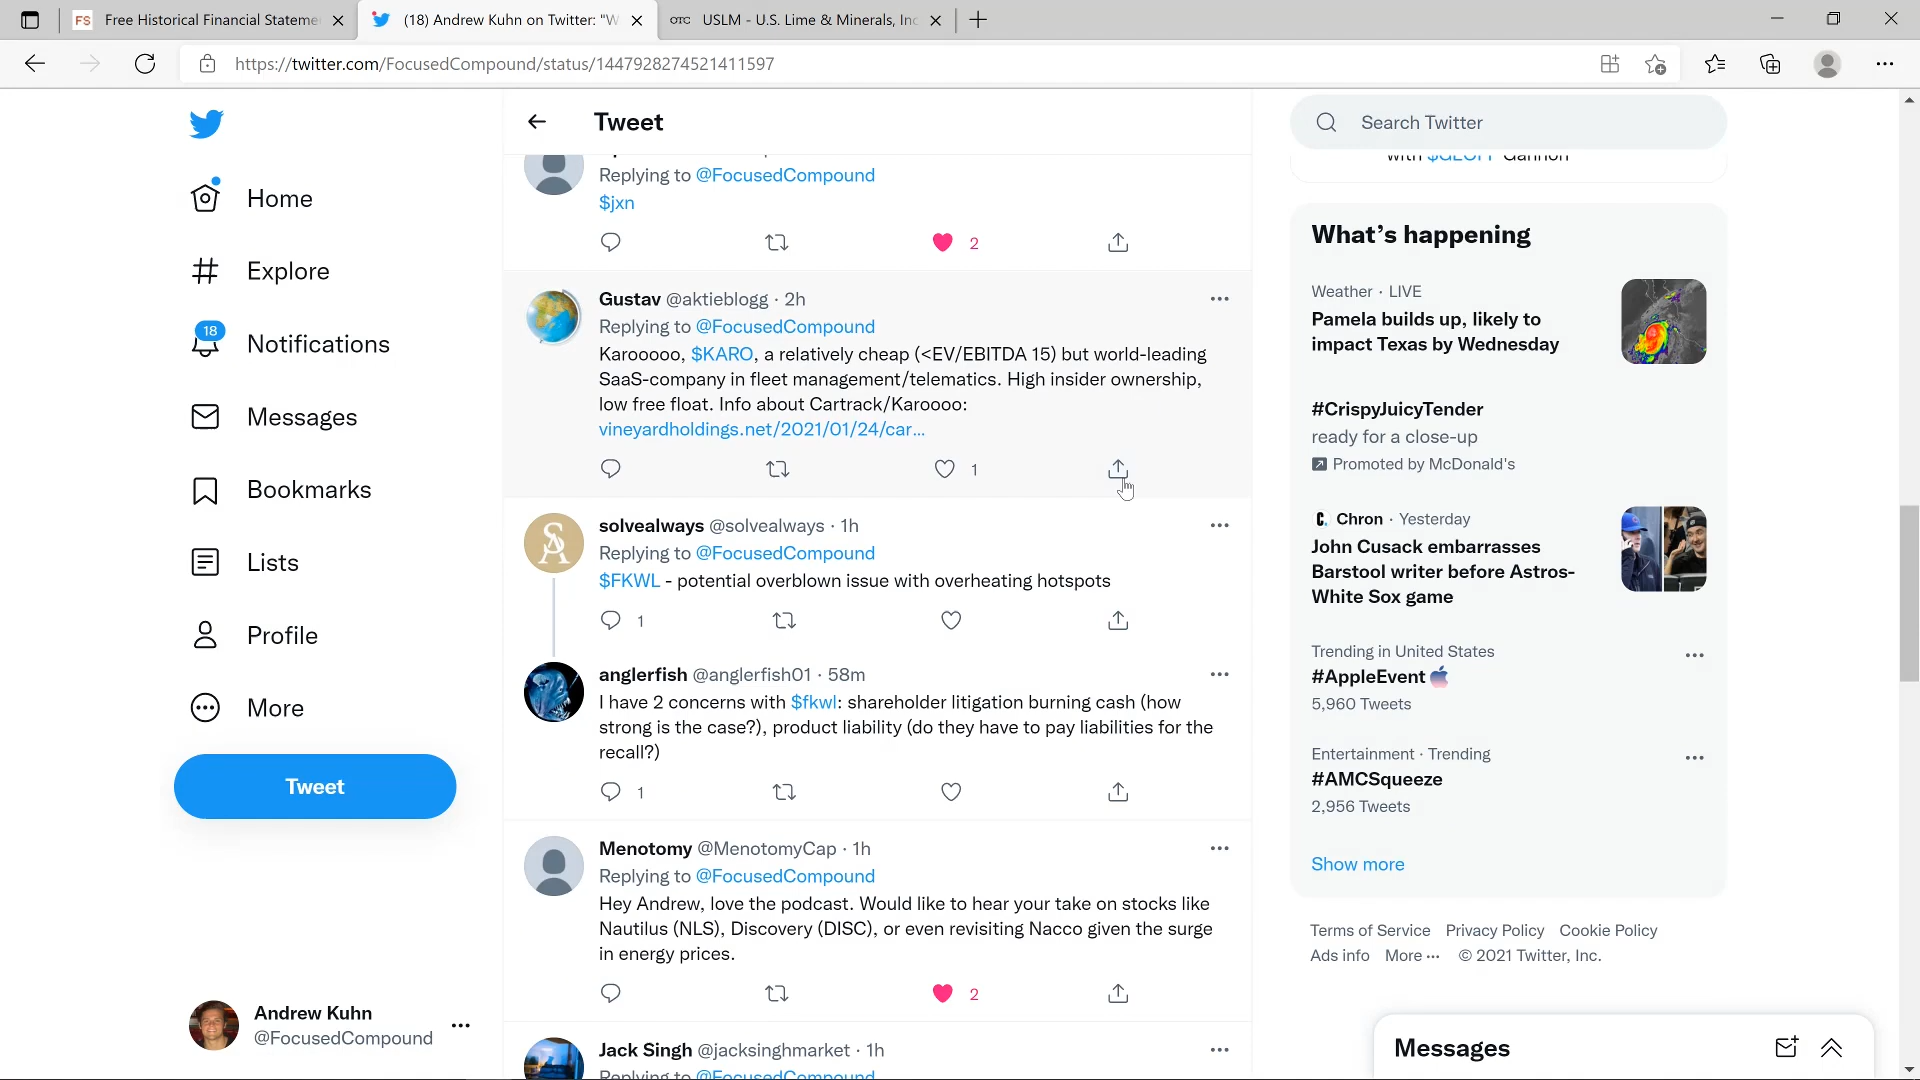 FS Free Historical Financial Stateme
(18) Andrew Kuhn on Twitter: "W
OTC USLM - U.S. Lime & Minerals, Inc
https://twitter.com/FocusedCompound/status/1447928274521411597
Home
Explore
18
Notifications
Messages
Bookmarks
Lists
Profile
More
Tweet
Andrew Kuhn
@FocusedCompound
Tweet
Replying to @FocusedCompound
$jxn
2
Gustav @aktieblogg · 2h
Replying to @FocusedCompound
Karooooo, $KARO, a relatively cheap (<EV/EBITDA 15) but world-leading
SaaS-company in fleet management/telematics. High insider ownership,
low free float. Info about Cartrack/Karoooo:
vineyardholdings.net/2021/01/24/car...
1
solvealways @solvealways · 1h
Replying to @FocusedCompound
$FKWL - potential overblown issue with overheating hotspots
1
anglerfish @anglerfish01 · 58m
I have 2 concerns with $fkwl: shareholder litigation burning cash (how
strong is the case?), product liability (do they have to pay liabilities for the
recall?)
1
Menotomy @MenotomyCap · 1h
Replying to @FocusedCompound
Hey Andrew, love the podcast. Would like to hear your take on stocks like
Nautilus (NLS), Discovery (DISC), or even revisiting Nacco given the surge
in energy prices.
2
Jack Singh @jacksinghmarket · 1h
Replying to @FocusedCompound
Search Twitter
with $GEOFF Gannon
What's happening
Weather · LIVE
Pamela builds up, likely to
impact Texas by Wednesday
#CrispyJuicyTender
ready for a close-up
Promoted by McDonald's
C. Chron · Yesterday
John Cusack embarrasses
Barstool writer before Astros-
White Sox game
Trending in United States
#AppleEvent
5,960 Tweets
Entertainment · Trending
#AMCSqueeze
2,956 Tweets
Show more
Terms of Service Privacy Policy Cookie Policy
Ads info More ··· © 2021 Twitter, Inc.
Messages